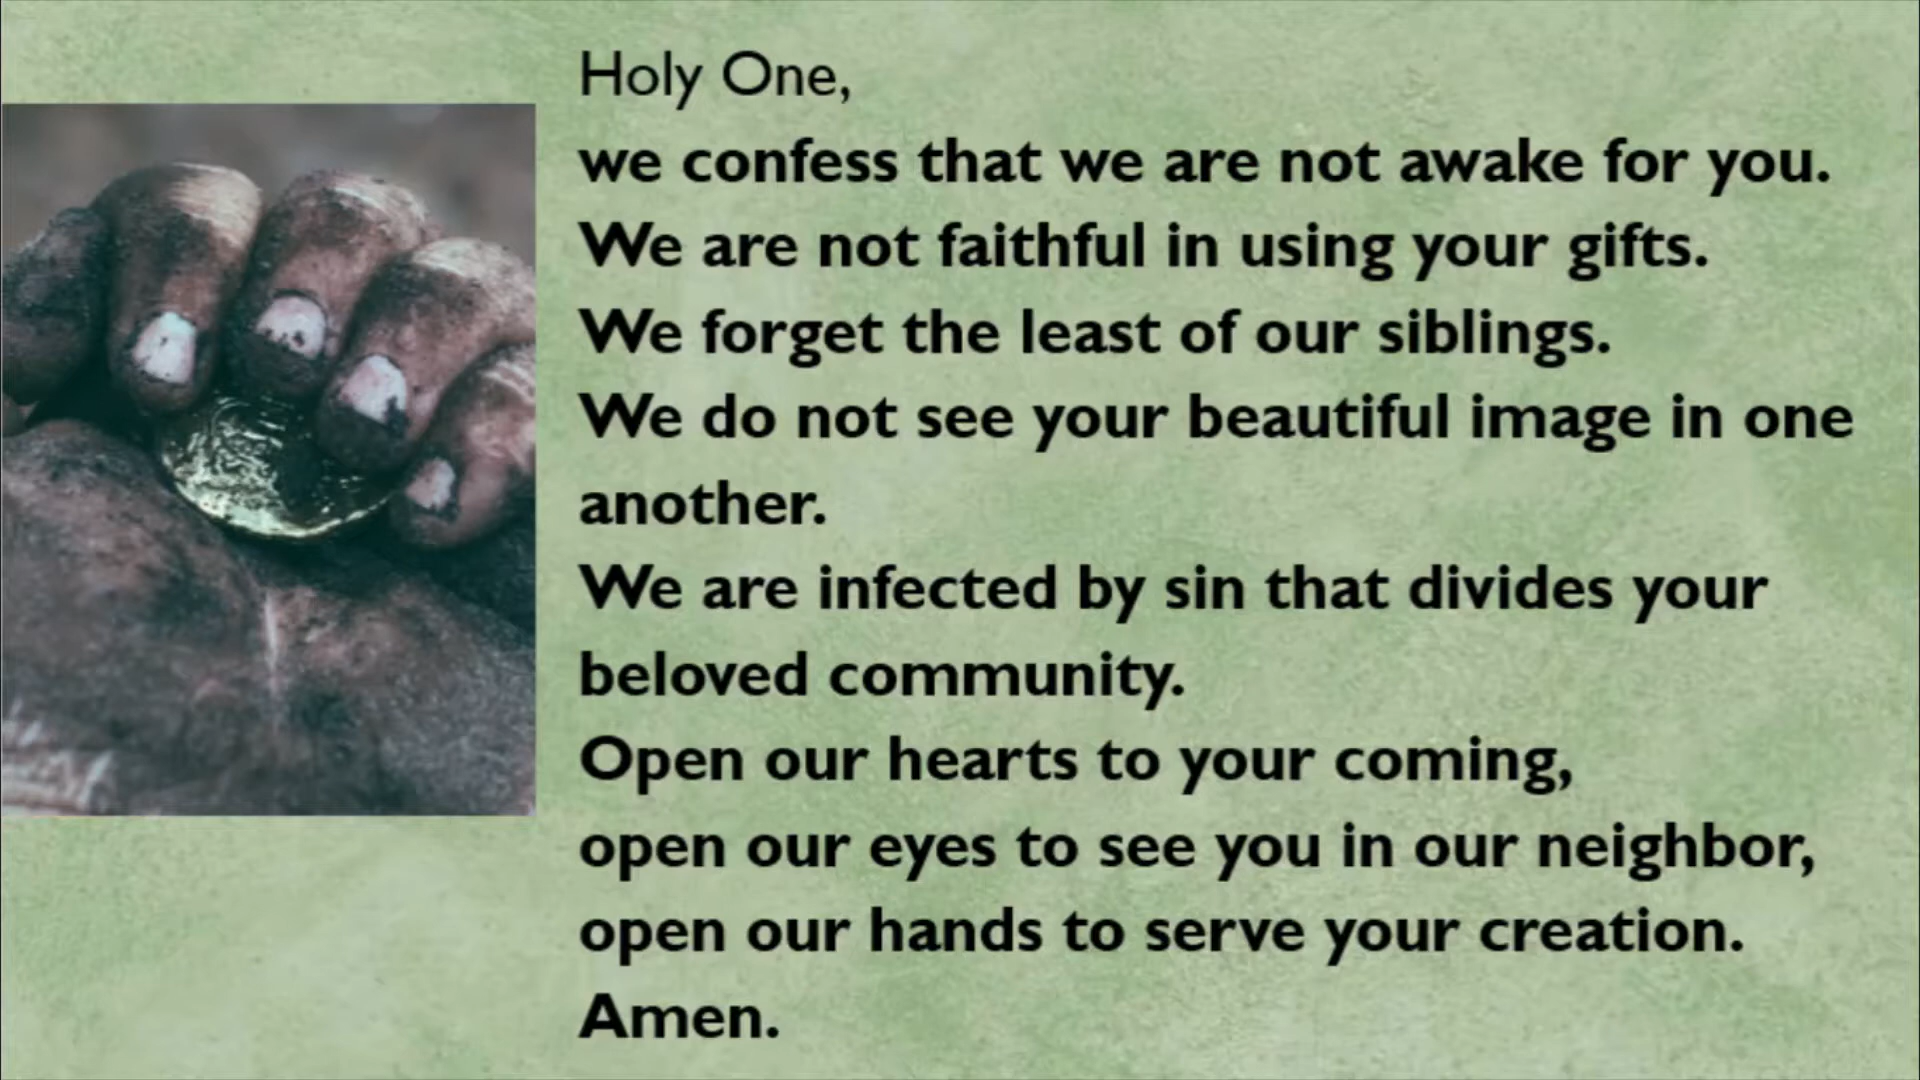 Holy One,
we confess that we are not awake for you.
We are not faithful in using your gifts.
We forget the least of our siblings.
We do not see your beautiful image in one
another.
We are infected by sin that divides your
beloved community.
Open our hearts to your coming,
open our eyes to see you in our neighbor,
open our hands to serve your creation.
Amen.